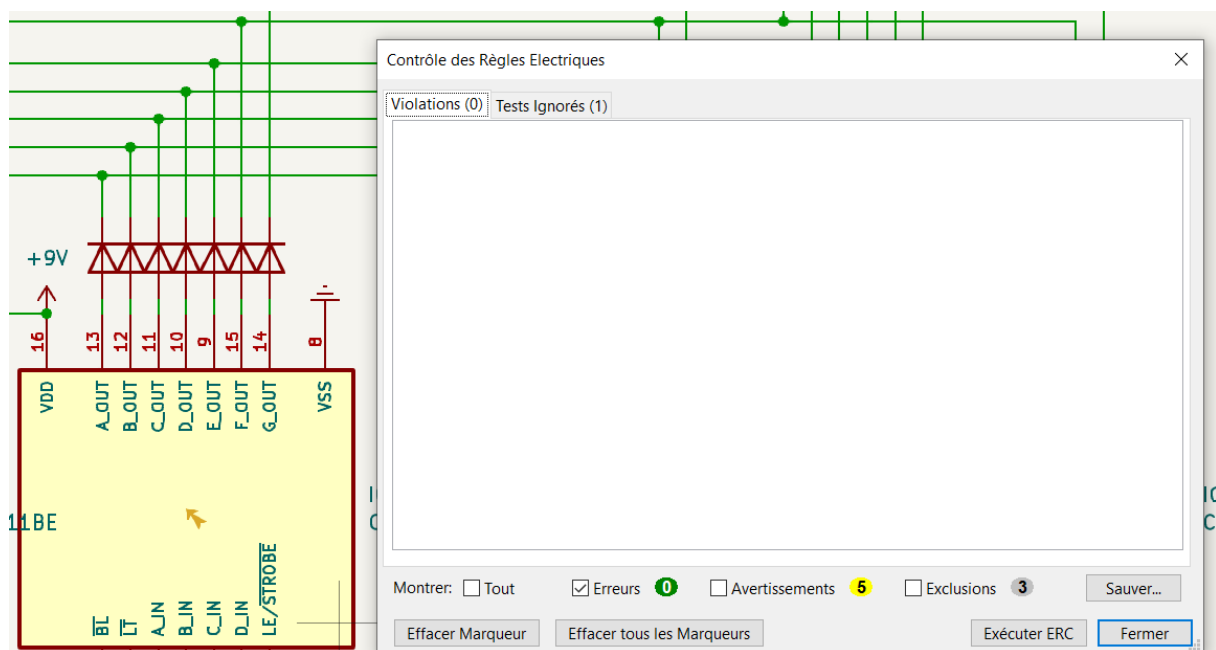 Contrôle des Règles Electriques
Violations (0) Tests Ignorés (1)
+9V
16
13
12
11
10
9
15
14
8
VDD
A_OUT
B_OUT
C_OUT
D_OUT
E_OUT
F_OUT
G_OUT
VSS
11BE
BL
LT
A_IN
B_IN
C_IN
D_IN
LE/STROBE
Montrer: Tout Erreurs 0 Avertissements 5 Exclusions 3 Sauver...
Effacer Marqueur Effacer tous les Marqueurs Exécuter ERC Fermer